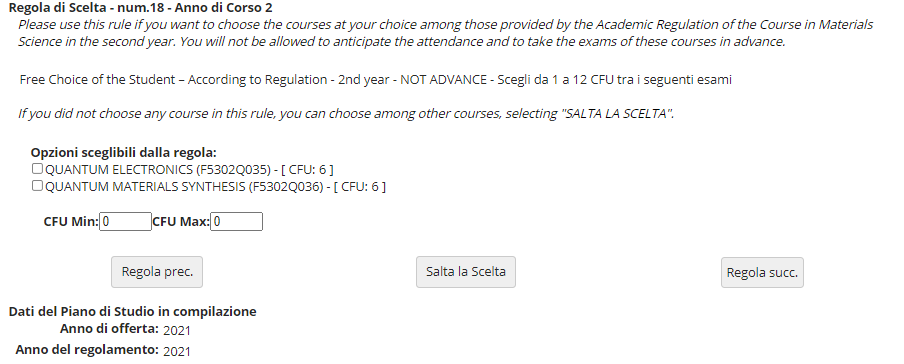 Regola di Scelta - num.18 - Anno di Corso 2
Please use this rule if you want to choose the courses at your choice among those provided by the Academic Regulation of the Course in Materials
Science in the second year. You will not be allowed to anticipate the attendance and to take the exams of these courses in advance.
Free Choice of the Student – According to Regulation - 2nd year - NOT ADVANCE - Scegli da 1 a 12 CFU tra i seguenti esami
If you did not choose any course in this rule, you can choose among other courses, selecting "SALTA LA SCELTA".
Opzioni sceglibili dalla regola:
QUANTUM ELECTRONICS (F5302Q035) - [ CFU: 6 ]
QUANTUM MATERIALS SYNTHESIS (F5302Q036) - [ CFU: 6 ]
CFU Min: 0 CFU Max: 0
Regola prec. Salta la Scelta Regola succ.
Dati del Piano di Studio in compilazione
Anno di offerta: 2021
Anno del regolamento: 2021